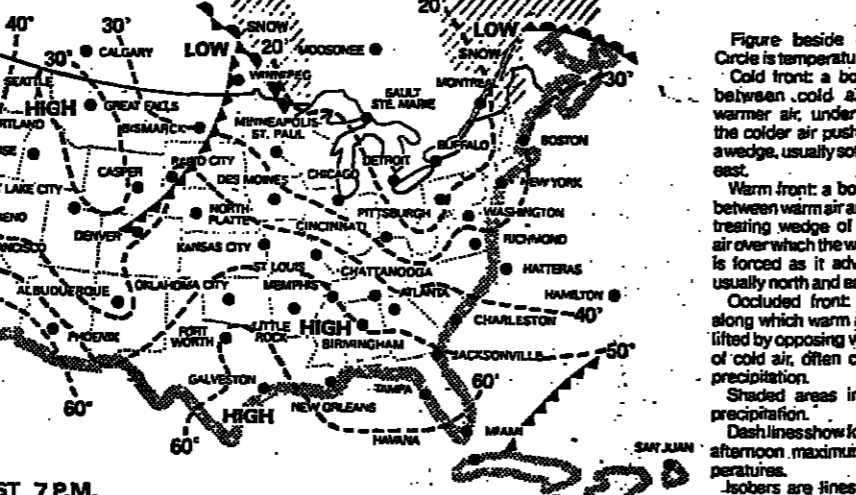 40°
30°
20°
20°
SNOW
LOW
CALGARY
30°
LOW
MOOSONEE
SNOW
SEATTLE
WINNIPEG
MONTREAL
30°
HIGH
GREAT FALLS
SAULT
STE. MARIE
RTLAND
BISMARCK
MINNEAPOLIS
ST. PAUL
BUFFALO
BOSTON
RAPID CITY
DETROIT
CASPER
CHICAGO
T LAKE CITY
DES MOINES
NEW YORK
NORTH
PLATTE
PITTSBURGH
WASHINGTON
CINCINNATI
DENVER
KANSAS CITY
RICHMOND
ST LOUIS
CHATTANOOGA
HATTERAS
ALBUQUERQUE
OKLAHOMA CITY
MEMPHIS
ATLANTA
HAMILTON
HIGH
CHARLESTON
40°
PHOENIX
FORT
WORTH
LITTLE
ROCK
BIRMINGHAM
JACKSONVILLE
50°
GALVESTON
TAMPA
60°
60°
HIGH
NEW ORLEANS
MIAMI
60°
HAVANA
SAN JUAN
ST 7 P.M.
Figure beside
Circle is temperatu
Cold front: a bo
between cold a
warmer air, under
the colder air push
a wedge, usually sot
east.
Warm front: a bo
between warm air ar
treating wedge of
air over which the w
is forced as it adv
usually north and ea
Occluded front:
along which warm
lifted by opposing w
of cold air, often c
precipitation.
Shaded areas in
precipitation.
Dash lines show fo
afternoon maximu
peratures.
Isobars are lines